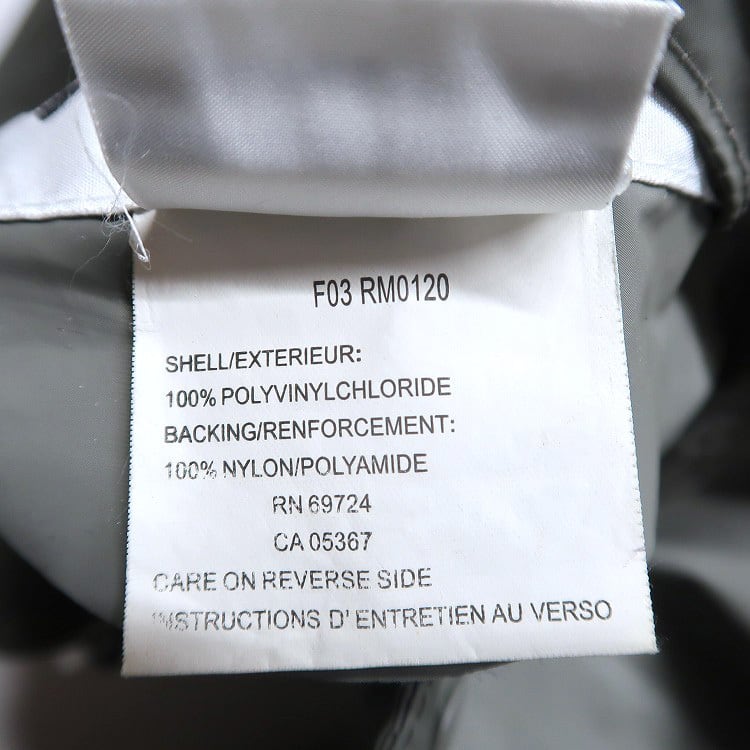 F03 RM0120
SHELL/EXTERIEUR:
100% POLYVINYLCHLORIDE
BACKING/RENFORCEMENT:
100% NYLON/POLYAMIDE
RN 69724
CA 05367
CARE ON REVERSE SIDE
INSTRUCTIONS D'ENTRETIEN AU VERSO